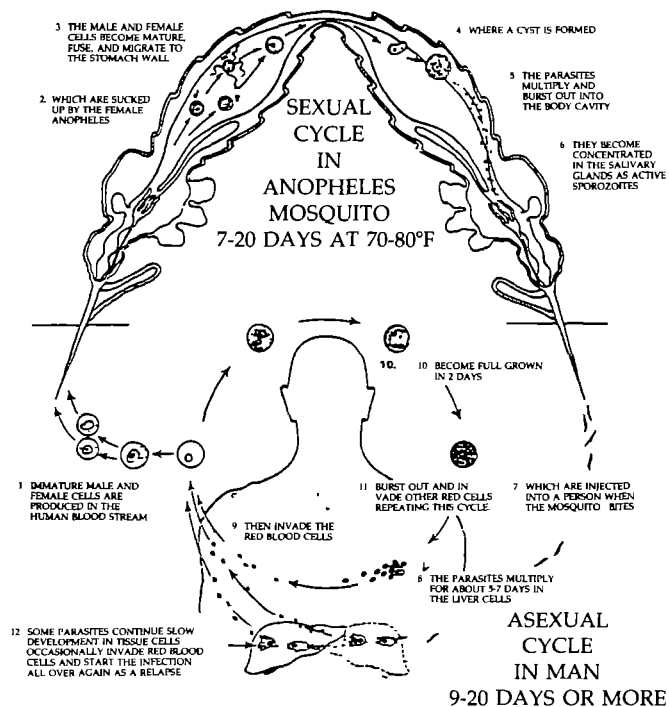 3 THE MALE AND FEMALE
CELLS BECOME MATURE,
FUSE, AND MIGRATE TO
THE STOMACH WALL
4 WHERE A CYST IS FORMED
2. WHICH ARE SUCKED
UP BY THE FEMALE
ANOPHELES
5 THE PARASITES
MULTIPLY AND
BURST OUT INTO
THE BODY CAVITY
6 THEY BECOME
CONCENTRATED
IN THE SALIVARY
GLANDS AS ACTIVE
SPOROZOITES
SEXUAL
CYCLE
IN
ANOPHELES
MOSQUITO
7-20 DAYS AT 70-80°F
10.
10 BECOME FULL GROWN
IN 2 DAYS
1 IMMATURE MALE AND
FEMALE CELLS ARE
PRODUCED IN THE
HUMAN BLOOD STREAM
11 BURST OUT AND IN
VADE OTHER RED CELLS
REPEATING THIS CYCLE.
7 WHICH ARE INJECTED
INTO A PERSON WHEN
THE MOSQUITO BITES
9 THEN INVADE THE
RED BLOOD CELLS
8 THE PARASITES MULTIPLY
FOR ABOUT 5-7 DAYS IN
THE LIVER CELLS
12 SOME PARASITES CONTINUE SLOW
DEVELOPMENT IN TISSUE CELLS
OCCASIONALLY INVADE RED BLOOD
CELLS AND START THE INFECTION
ALL OVER AGAIN AS A RELAPSE
ASEXUAL
CYCLE
IN MAN
9-20 DAYS OR MORE